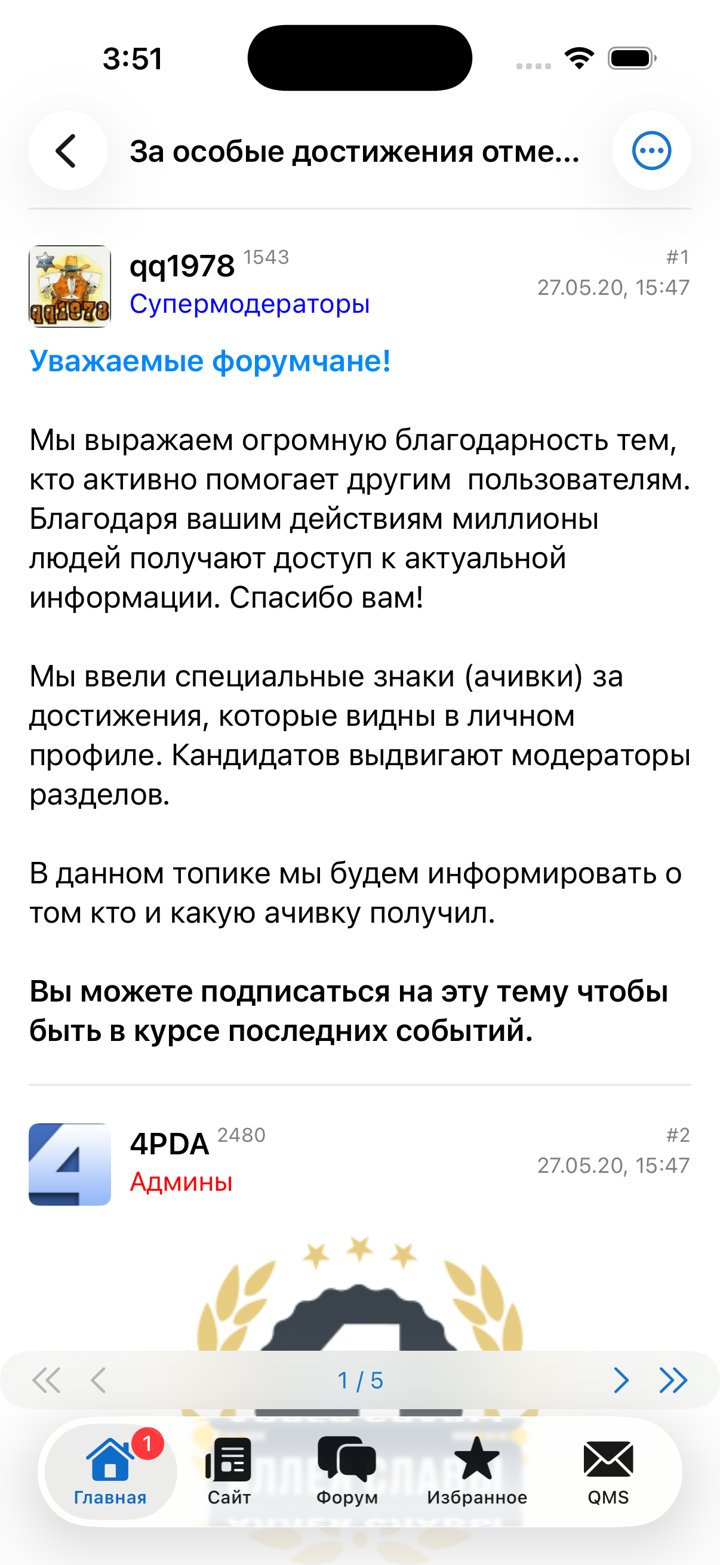 3:51
За особые достижения отме...
qq1978 1543
#1
Супермодераторы
27.05.20, 15:47
qq1978
Уважаемые форумчане!
Мы выражаем огромную благодарность тем,
кто активно помогает другим  пользователям.
Благодаря вашим действиям миллионы
людей получают доступ к актуальной
информации. Спасибо вам!
Мы ввели специальные знаки (ачивки) за
достижения, которые видны в личном
профиле. Кандидатов выдвигают модераторы
разделов.
В данном топике мы будем информировать о
том кто и какую ачивку получил.
Вы можете подписаться на эту тему чтобы
быть в курсе последних событий.
4
4PDA 2480
#2
Админы
27.05.20, 15:47
1 / 5
1
Главная
Сайт
Форум
Избранное
QMS